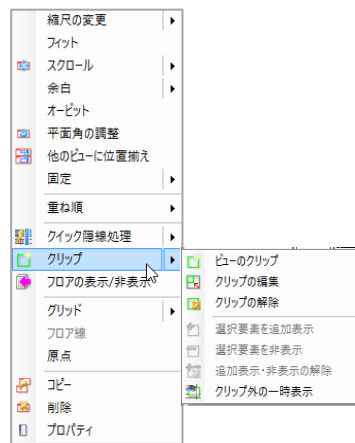 縮尺の変更
フィット
スクロール
余白
オービット
平面角の調整
他のビューに位置揃え
固定
重ね順
クイック隠線処理
クリップ
フロアの表示/非表示
グリッド
フロア線
原点
コピー
削除
プロパティ
ビューのクリップ
クリップの編集
クリップの解除
選択要素を追加表示
選択要素を非表示
追加表示・非表示の解除
クリップ外の一時表示